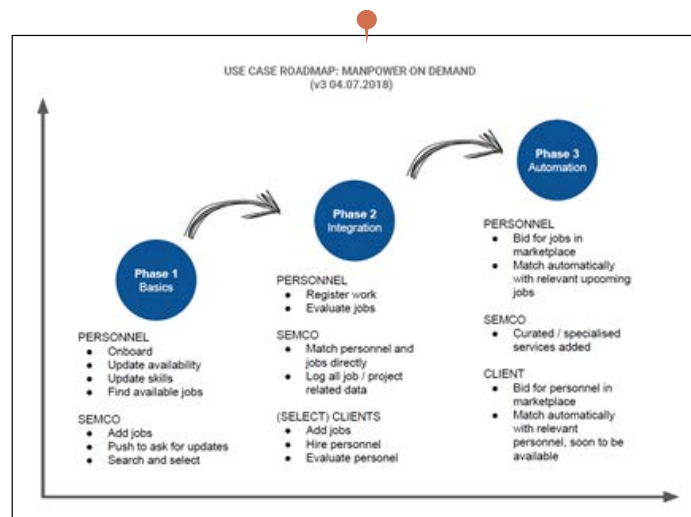 USE CASE ROADMAP: MANPOWER ON DEMAND
(v3 04.07.2018)
Phase 1
Basics
PERSONNEL
● Onboard
● Update availability
● Update skills
● Find available jobs
SEMCO
● Add jobs
● Push to ask for updates
● Search and select
Phase 2
Integration
PERSONNEL
● Register work
● Evaluate jobs
SEMCO
● Match personnel and
jobs directly
● Log all job / project
related data
(SELECT) CLIENTS
● Add jobs
● Hire personnel
● Evaluate personel
Phase 3
Automation
PERSONNEL
● Bid for jobs in
marketplace
● Match automatically
with relevant upcoming
jobs
SEMCO
● Curated / specialised
services added
CLIENT
● Bid for personnel in
marketplace
● Match automatically
with relevant
personnel, soon to be
available